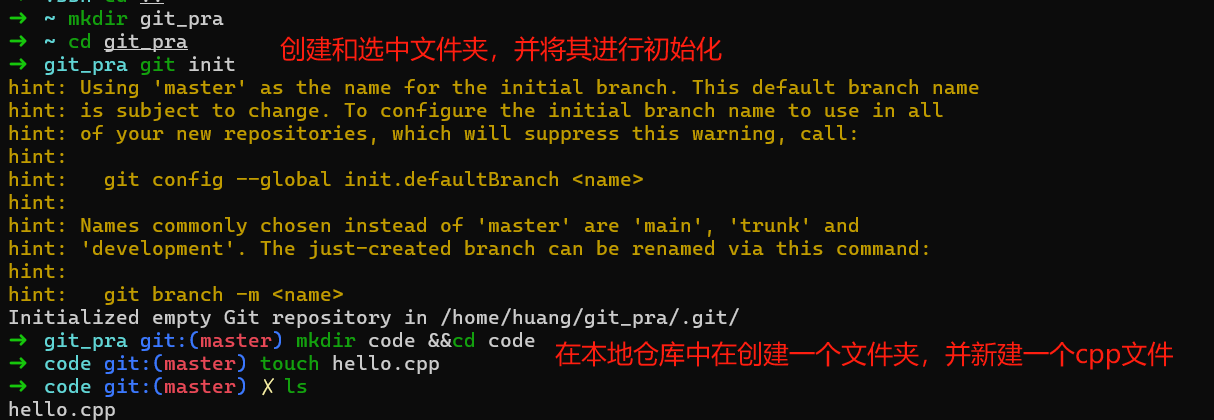 ➜ ~ mkdir git_pra
➜ ~ cd git_pra
创建和选中文件夹，并将其进行初始化
➜ git_pra git init
hint: Using 'master' as the name for the initial branch. This default branch name
hint: is subject to change. To configure the initial branch name to use in all
hint: of your new repositories, which will suppress this warning, call:
hint:
hint:   git config --global init.defaultBranch <name>
hint:
hint: Names commonly chosen instead of 'master' are 'main', 'trunk' and
hint: 'development'. The just-created branch can be renamed via this command:
hint:
hint:   git branch -m <name>
Initialized empty Git repository in /home/huang/git_pra/.git/
➜ git_pra git:(master) mkdir code &&cd code
在本地仓库中在创建一个文件夹，并新建一个cpp文件
➜ code git:(master) touch hello.cpp
➜ code git:(master) ✗ ls
hello.cpp